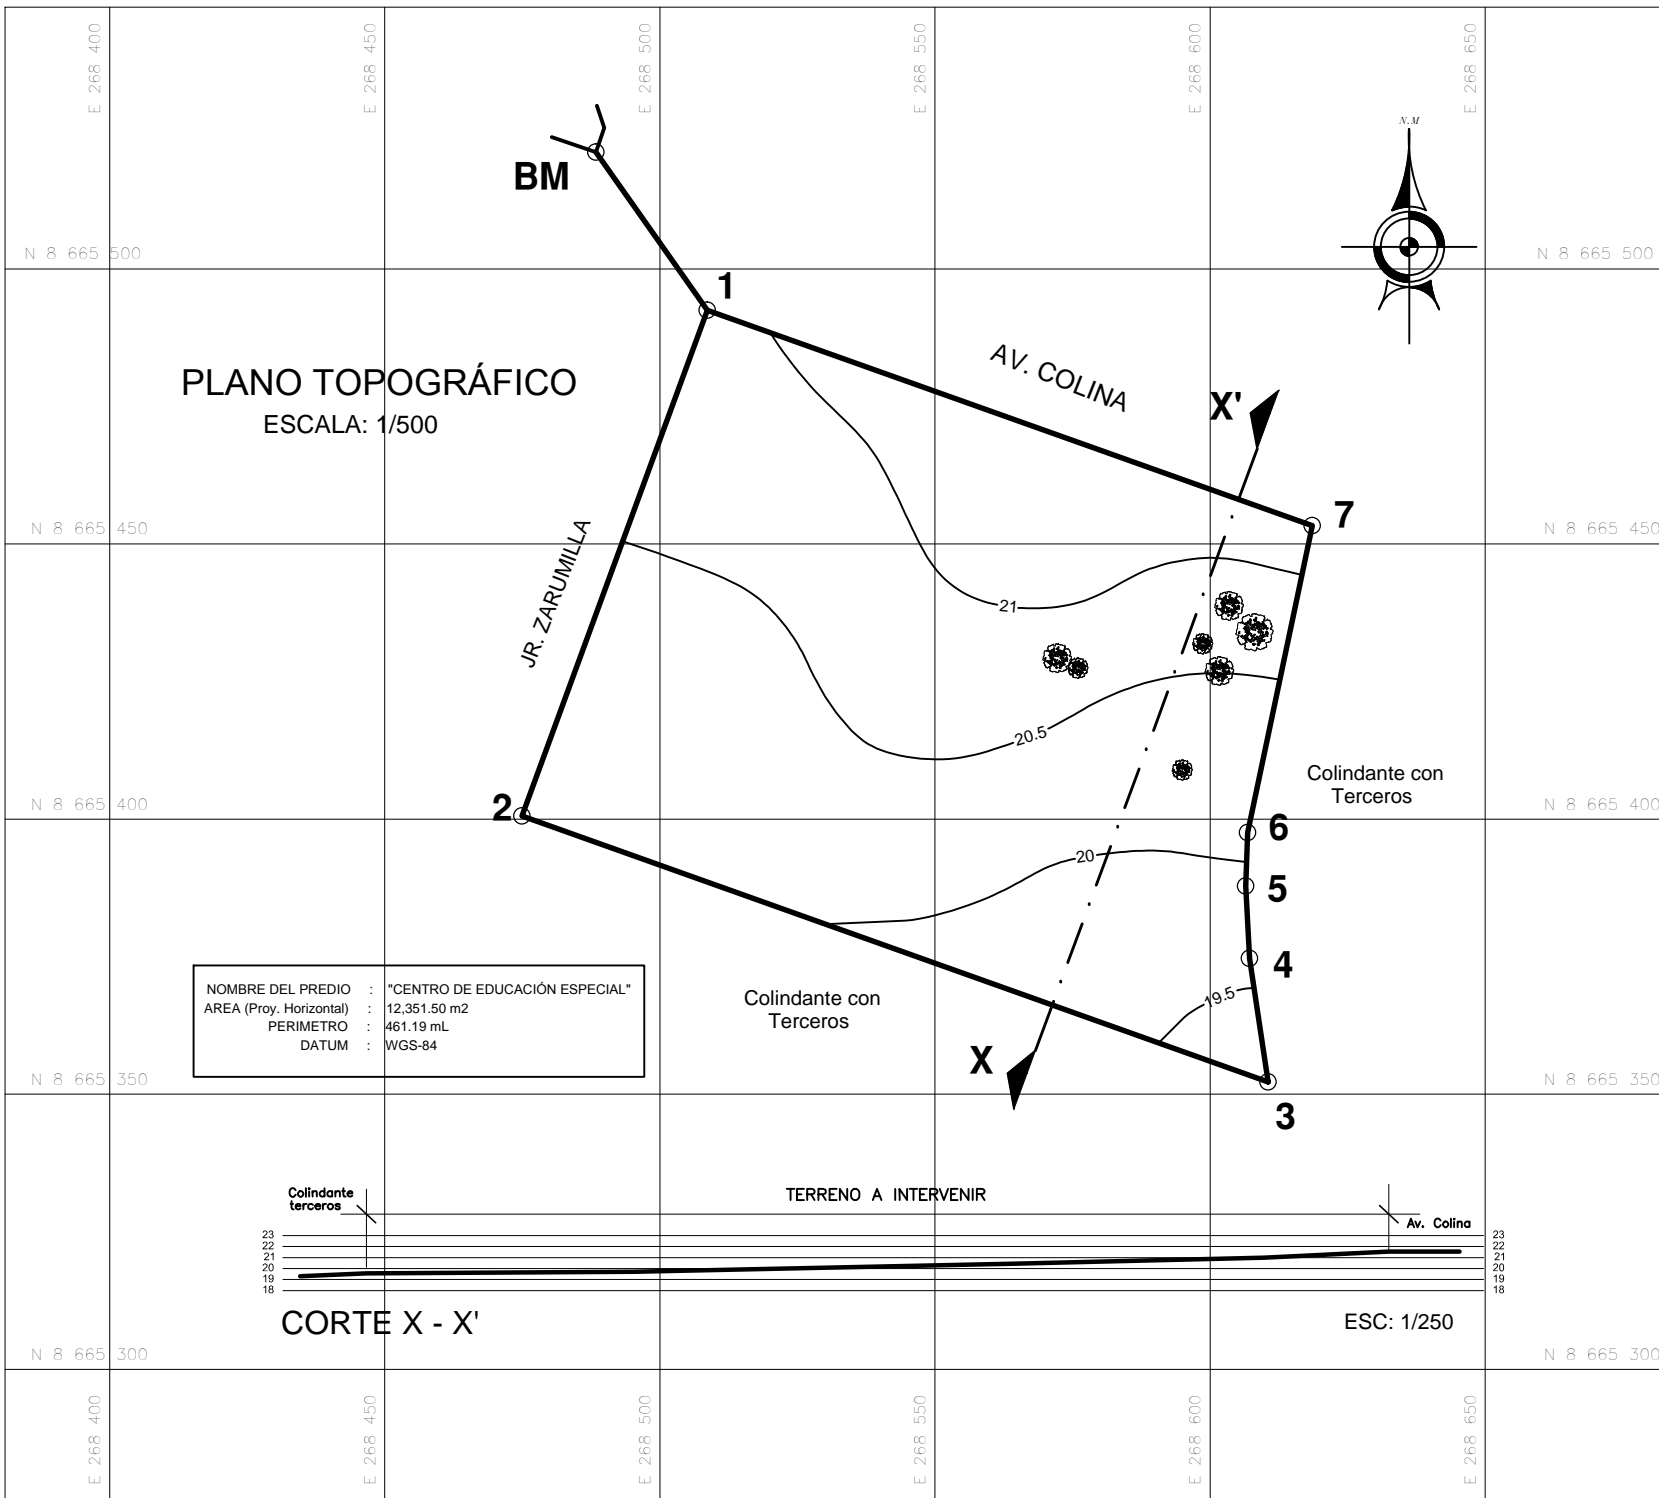 E 268 400
E 268 450
E 268 500
E 268 550
E 268 600
E 268 650
N.M
BM
N 8 665 500
N 8 665 500
1
PLANO TOPOGRÁFICO
ESCALA: 1/500
AV. COLINA
X'
7
N 8 665 450
N 8 665 450
JR. ZARUMILLA
21
20.5
Colindante con
Terceros
2
N 8 665 400
N 8 665 400
6
20
5
4
19.5
NOMBRE DEL PREDIO : "CENTRO DE EDUCACIÓN ESPECIAL"
AREA (Proy. Horizontal) : 12,351.50 m2
PERIMETRO : 461.19 mL
DATUM : WGS-84
Colindante con
Terceros
X
N 8 665 350
N 8 665 350
3
Colindante
terceros
TERRENO A INTERVENIR
Av. Colina
23
22
21
20
19
18
23
22
21
20
19
18
CORTE X - X'
ESC: 1/250
N 8 665 300
N 8 665 300
E 268 400
E 268 450
E 268 500
E 268 550
E 268 600
E 268 650